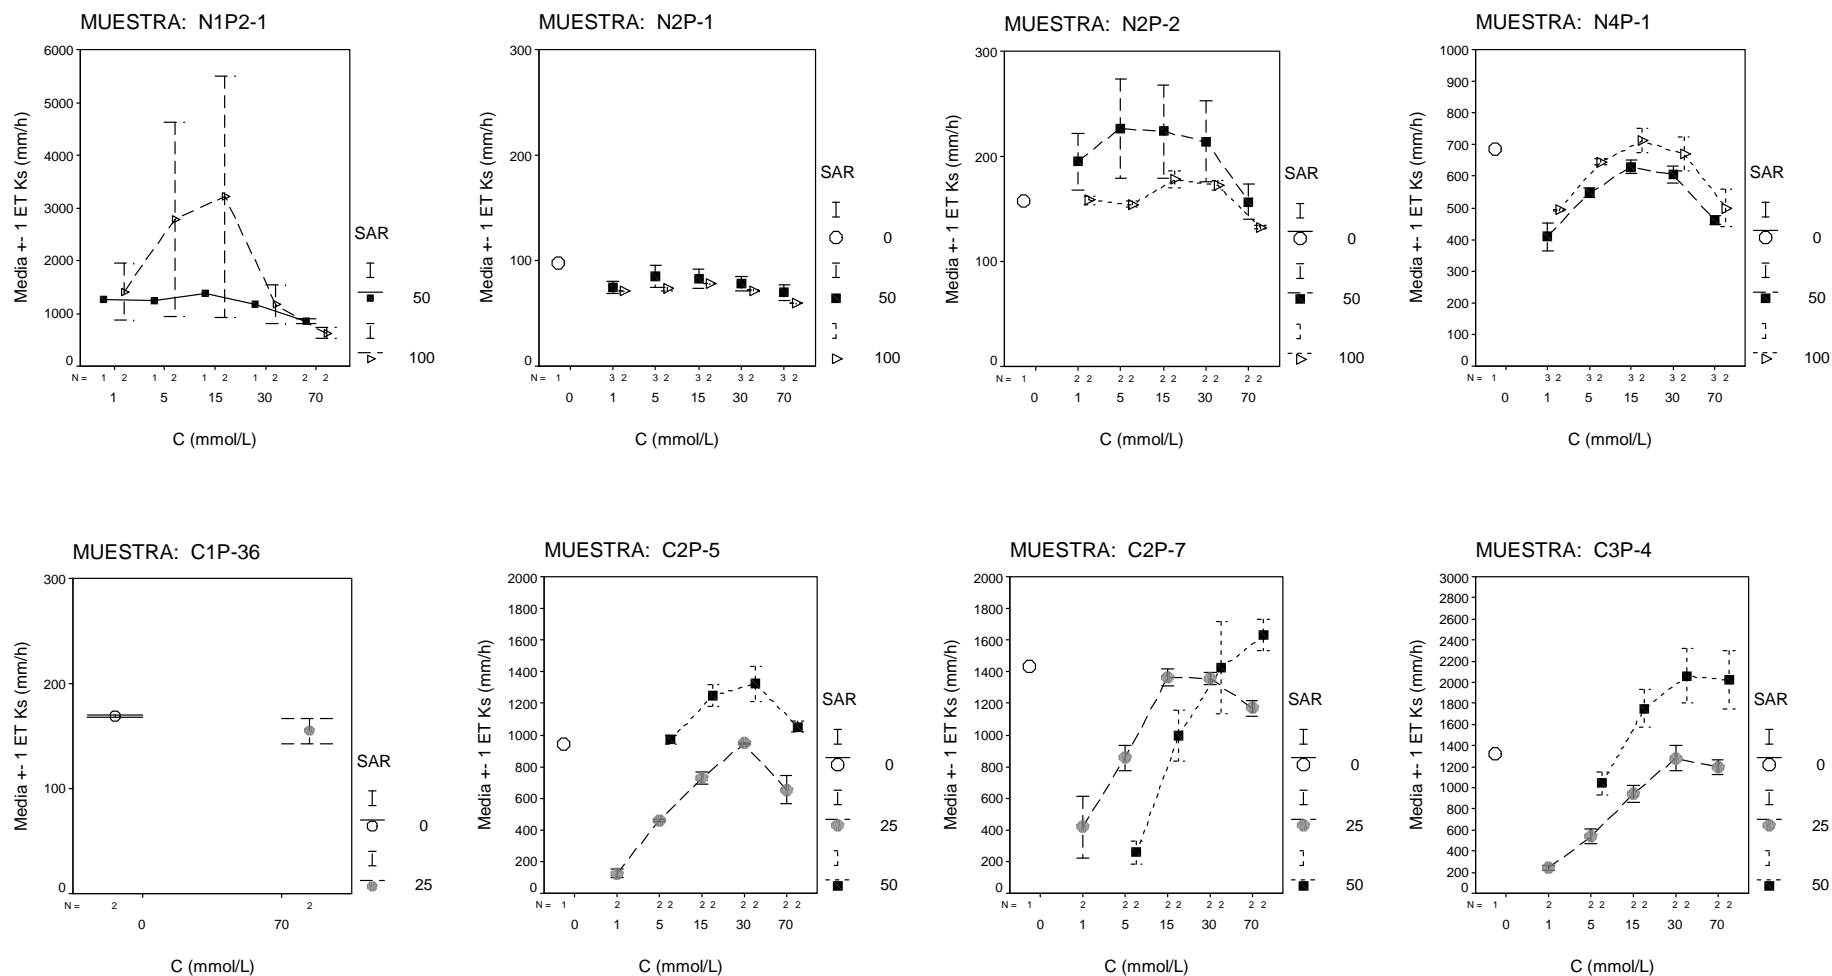 MUESTRA: N1P2-1
Media +- 1 ET Ks (mm/h)
6000
5000
4000
3000
2000
1000
0
N = 1 2 1 2 1 2 1 2 2 2
1 5 15 30 70
C (mmol/L)
SAR
50
100
MUESTRA: N2P-1
Media +- 1 ET Ks (mm/h)
300
200
100
0
N = 1 3 2 3 2 3 2 3 2 3 2
0 1 5 15 30 70
C (mmol/L)
SAR
0
50
100
MUESTRA: N2P-2
Media +- 1 ET Ks (mm/h)
300
200
100
0
N = 1 2 2 2 2 2 2 2 2 2 2
0 1 5 15 30 70
C (mmol/L)
SAR
0
50
100
MUESTRA: N4P-1
Media +- 1 ET Ks (mm/h)
1000
900
800
700
600
500
400
300
200
100
0
N = 1 3 2 3 2 3 2 3 2 3 2
0 1 5 15 30 70
C (mmol/L)
SAR
0
50
100
MUESTRA: C1P-36
Media +- 1 ET Ks (mm/h)
300
200
100
0
N = 2 2
0 70
C (mmol/L)
SAR
0
25
MUESTRA: C2P-5
Media +- 1 ET Ks (mm/h)
2000
1800
1600
1400
1200
1000
800
600
400
200
0
N = 1 2 2 2 2 2 2 2 2 2
0 1 5 15 30 70
C (mmol/L)
SAR
0
25
50
MUESTRA: C2P-7
Media +- 1 ET Ks (mm/h)
2000
1800
1600
1400
1200
1000
800
600
400
200
0
N = 1 2 2 2 2 2 2 2 2 2
0 1 5 15 30 70
C (mmol/L)
SAR
0
25
50
MUESTRA: C3P-4
Media +- 1 ET Ks (mm/h)
3000
2800
2600
2400
2200
2000
1800
1600
1400
1200
1000
800
600
400
200
0
N = 1 2 2 2 2 2 2 2 2 2
0 1 5 15 30 70
C (mmol/L)
SAR
0
25
50